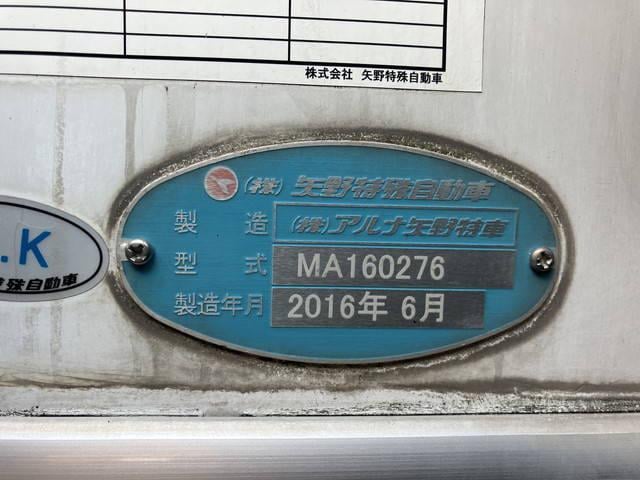 株式会社 矢野特殊自動車
(株) 矢野特殊自動車
製造 (株) アルナ矢野特車
型式 MA160276
製造年月 2016年 6月
.K
殊自動車